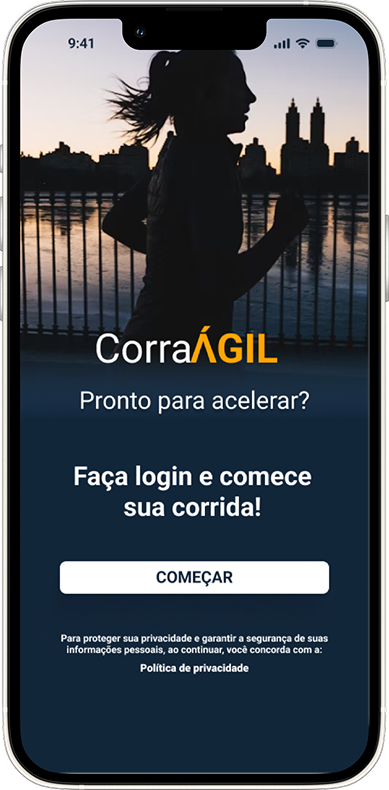 9:41
CorraÁGIL
Pronto para acelerar?
Faça login e comece
sua corrida!
COMEÇAR
Para proteger sua privacidade e garantir a segurança de suas
informações pessoais, ao continuar, você concorda com a:
Política de privacidade